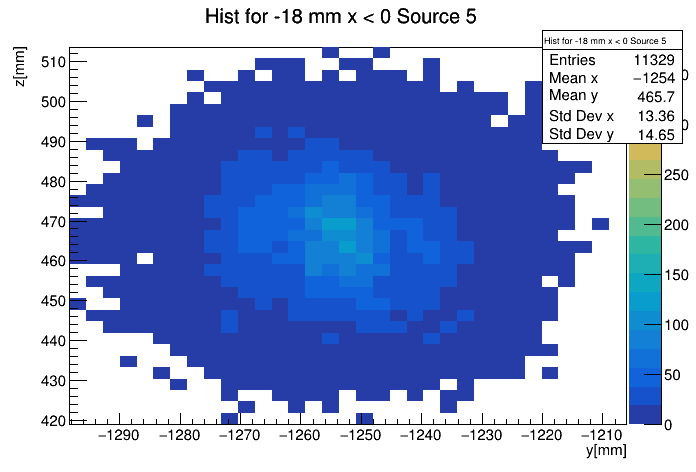 Hist for -18 mm x < 0 Source 5
Hist for -18 mm x < 0 Source 5
Entries 11329
Mean x −1254
Mean y 465.7
Std Dev x 13.36
Std Dev y 14.65
z[mm]
510
500
490
480
470
460
450
440
430
420
−1290 −1280 −1270 −1260 −1250 −1240 −1230 −1220 −1210
y[mm]
250
200
150
100
50
0